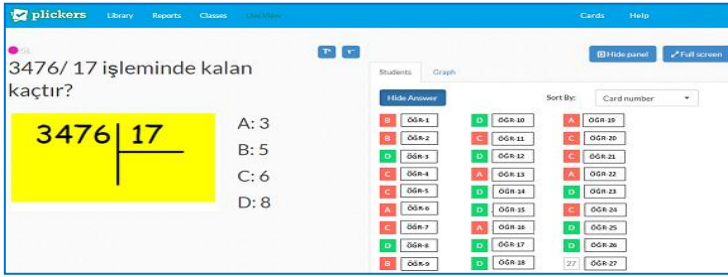 plickers Library Reports Classes Live View Cards Help
5L
3476/ 17 işleminde kalan
kaçtır?
3476 17
A: 3
B: 5
C: 6
D: 8
Hide panel Full screen
Students Graph
Hide Answer Sort By: Card number
B ÖĞR-1 D ÖĞR-10 A ÖĞR-19
B ÖĞR-2 C ÖĞR-11 C ÖĞR-20
D ÖĞR-3 D ÖĞR-12 C ÖĞR-21
C ÖĞR-4 A ÖĞR-13 A ÖĞR-22
C ÖĞR-5 D ÖĞR-14 D ÖĞR-23
A ÖĞR-6 D ÖĞR-15 C ÖĞR-24
C ÖĞR-7 A ÖĞR-16 D ÖĞR-25
D ÖĞR-8 D ÖĞR-17 D ÖĞR-26
B ÖĞR-9 D ÖĞR-18 27 ÖĞR-27